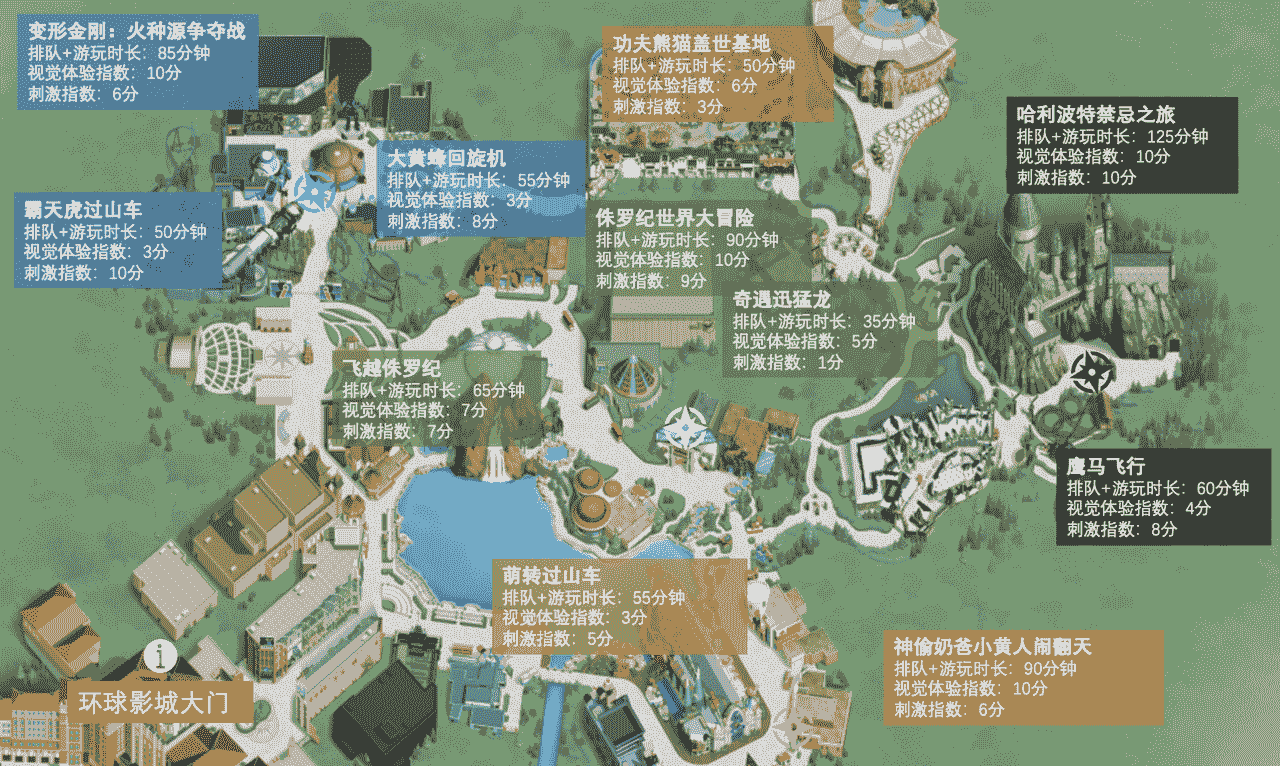 变形金刚：火种源争夺战
排队+游玩时长：85分钟
视觉体验指数：10分
刺激指数：6分
功夫熊猫盖世基地
排队+游玩时长：50分钟
视觉体验指数：6分
刺激指数：3分
哈利波特禁忌之旅
排队+游玩时长：125分钟
视觉体验指数：10分
刺激指数：10分
大黄蜂回旋机
排队+游玩时长：55分钟
视觉体验指数：3分
刺激指数：8分
霸天虎过山车
排队+游玩时长：50分钟
视觉体验指数：3分
刺激指数：10分
侏罗纪世界大冒险
排队+游玩时长：90分钟
视觉体验指数：10分
刺激指数：9分
奇遇迅猛龙
排队+游玩时长：35分钟
视觉体验指数：5分
刺激指数：1分
飞越侏罗纪
排队+游玩时长：65分钟
视觉体验指数：7分
刺激指数：7分
鹰马飞行
排队+游玩时长：60分钟
视觉体验指数：4分
刺激指数：8分
萌转过山车
排队+游玩时长：55分钟
视觉体验指数：3分
刺激指数：5分
神偷奶爸小黄人闹翻天
排队+游玩时长：90分钟
视觉体验指数：10分
刺激指数：6分
i
环球影城大门